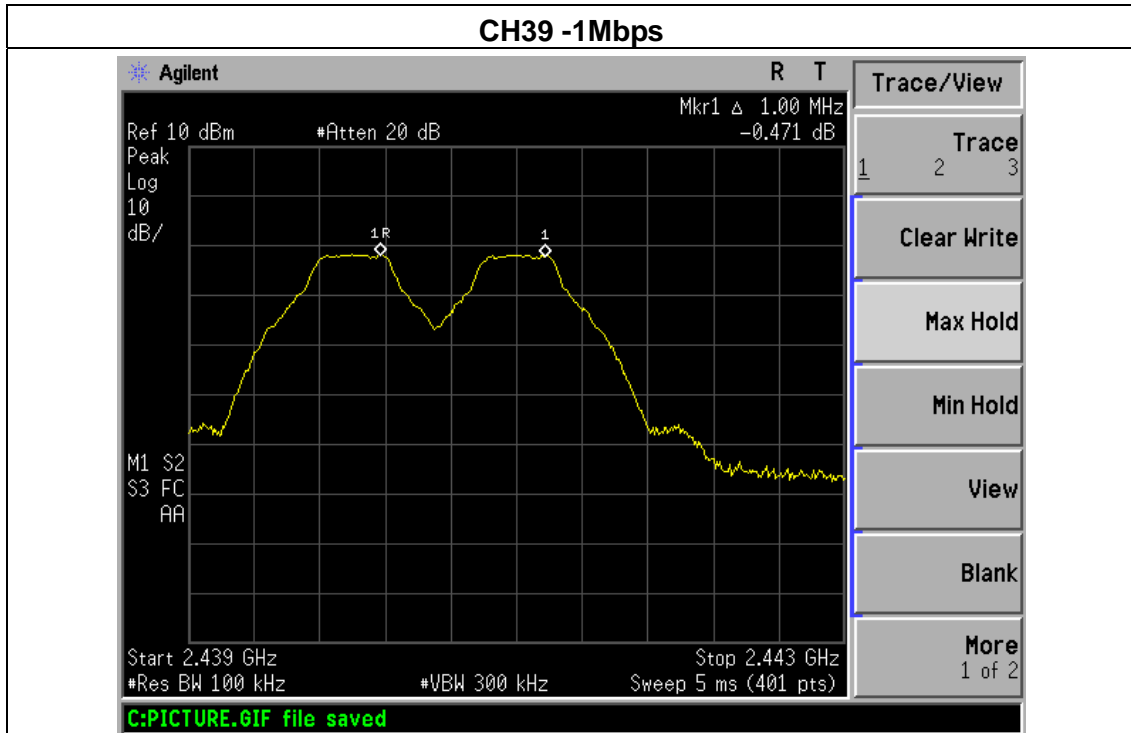 CH39 -1Mbps
Agilent R T
Mkr1 Δ 1.00 MHz
Ref 10 dBm #Atten 20 dB -0.471 dB
Peak
Log
10
dB/
1R
1
M1 S2
S3 FC
AA
Start 2.439 GHz Stop 2.443 GHz
#Res BW 100 kHz #VBW 300 kHz Sweep 5 ms (401 pts)
C:PICTURE.GIF file saved
Trace/View
Trace
1 2 3
Clear Write
Max Hold
Min Hold
View
Blank
More
1 of 2